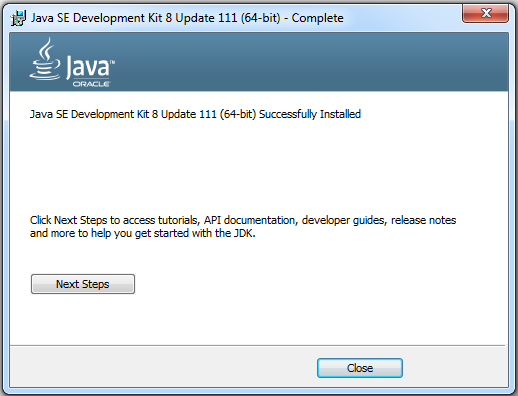 Java SE Development Kit 8 Update 111 (64-bit) - Complete
Java™
ORACLE
Java SE Development Kit 8 Update 111 (64-bit) Successfully Installed
Click Next Steps to access tutorials, API documentation, developer guides, release notes
and more to help you get started with the JDK.
Next Steps
Close